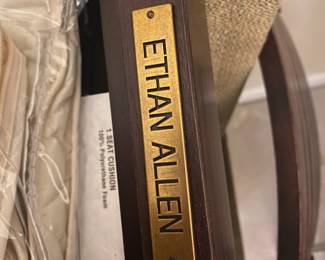 ETHAN ALLEN
1 SEAT CUSHION
100% Polyurethane Foam